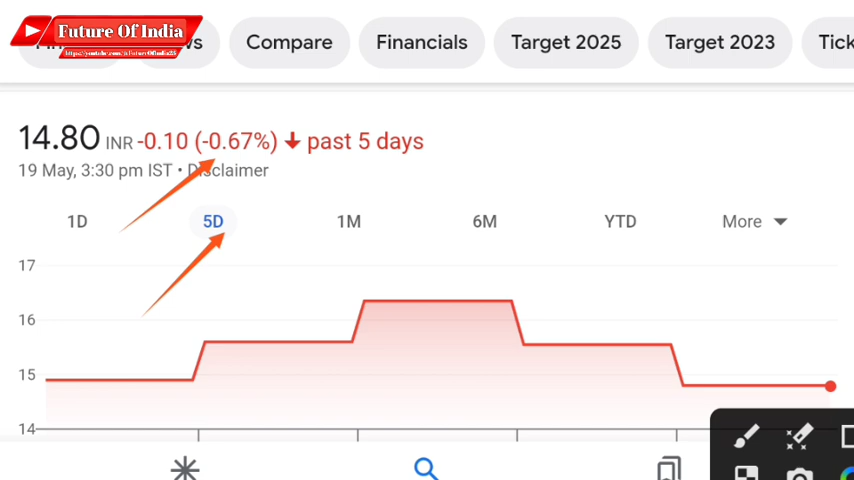 Future Of India
Compare
Financials
Target 2025
Target 2023
Tick
14.80 INR -0.10 (-0.67%) past 5 days
19 May, 3:30 pm IST • Disclaimer
1D
5D
1M
6M
YTD
More
17
16
15
14